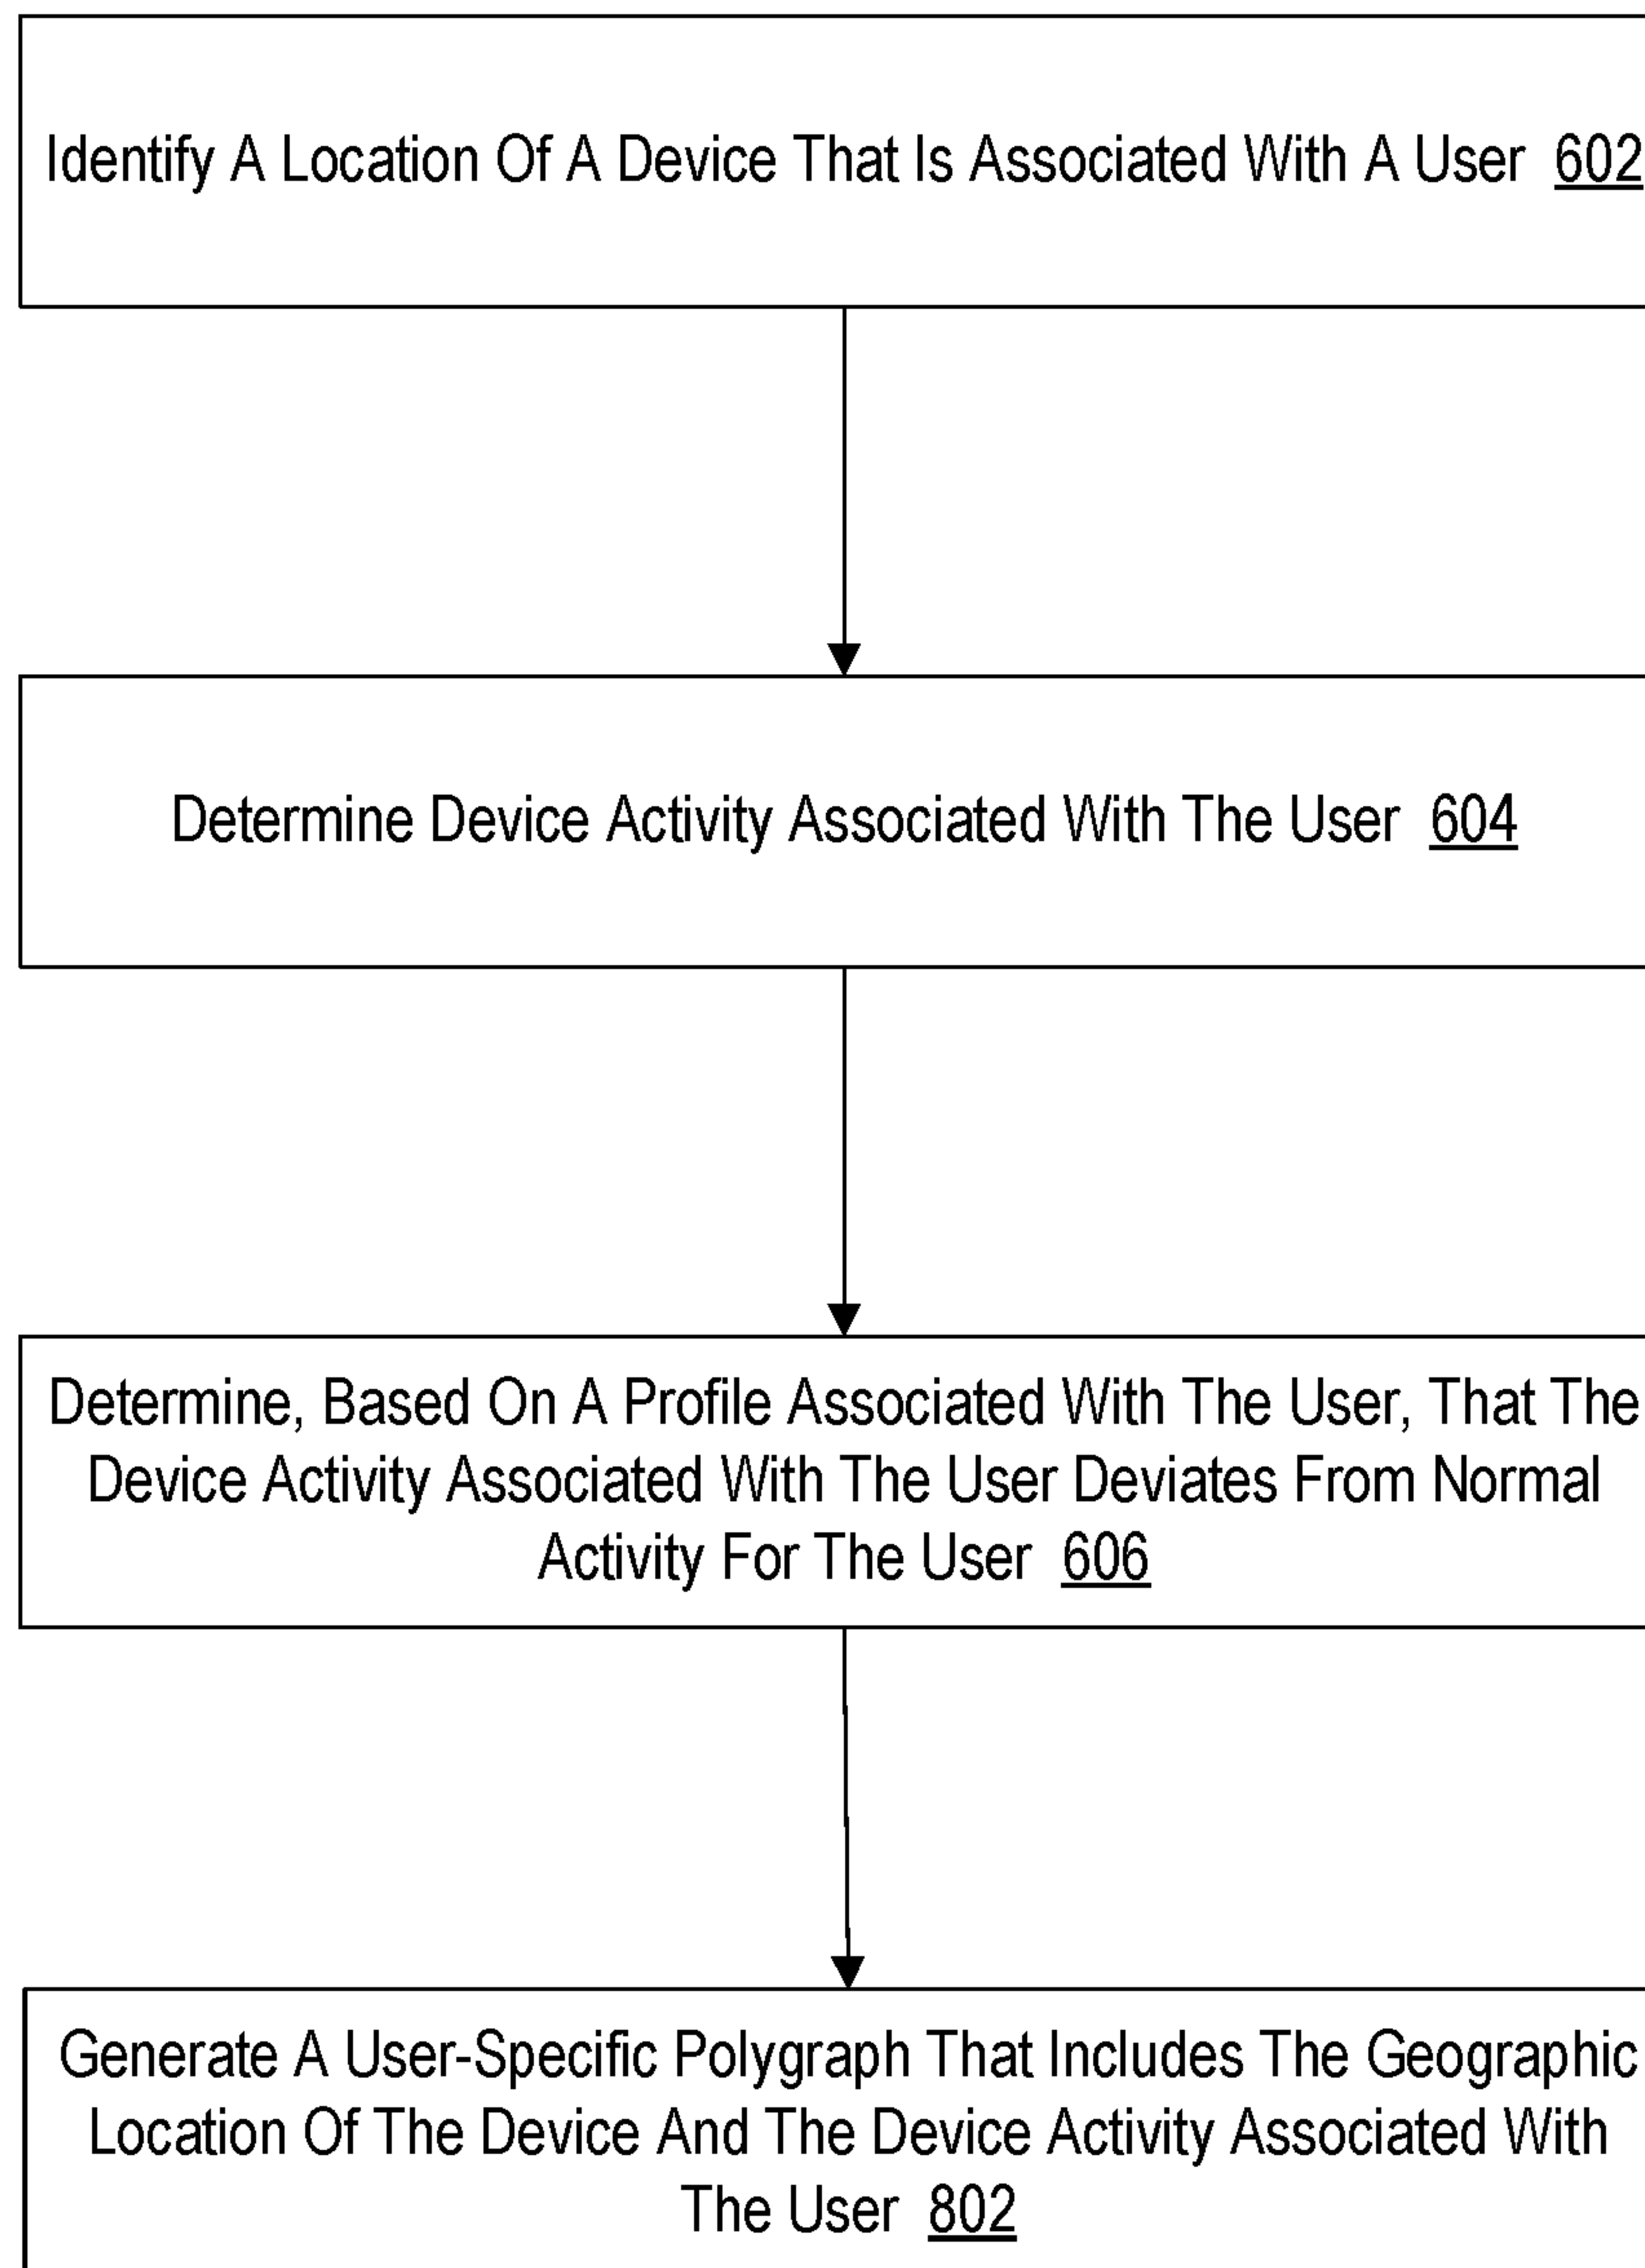 Identify A Location Of A Device That Is Associated With A User 602
Determine Device Activity Associated With The User 604
Determine, Based On A Profile Associated With The User, That The
Device Activity Associated With The User Deviates From Normal
Activity For The User 606
Generate A User-Specific Polygraph That Includes The Geographic
Location Of The Device And The Device Activity Associated With
The User 802